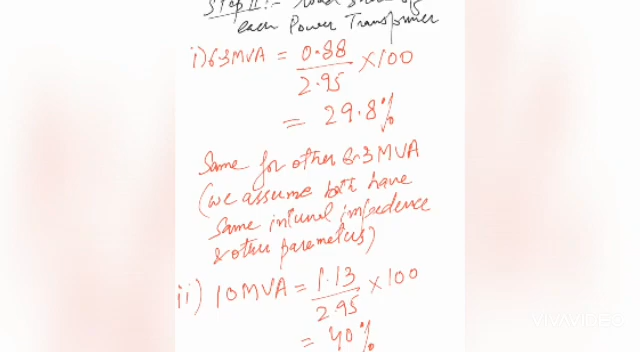 Step II:- Load Share of
each Power Transformer
i) 6.3MVA = 0.88/2.95 × 100
= 29.8%
Same for other 6.3 MVA
(we assume both have
same internal impedence
& other parameters)
ii) 10MVA = 1.13/2.95 × 100
= 40%
VIVAVIDEO